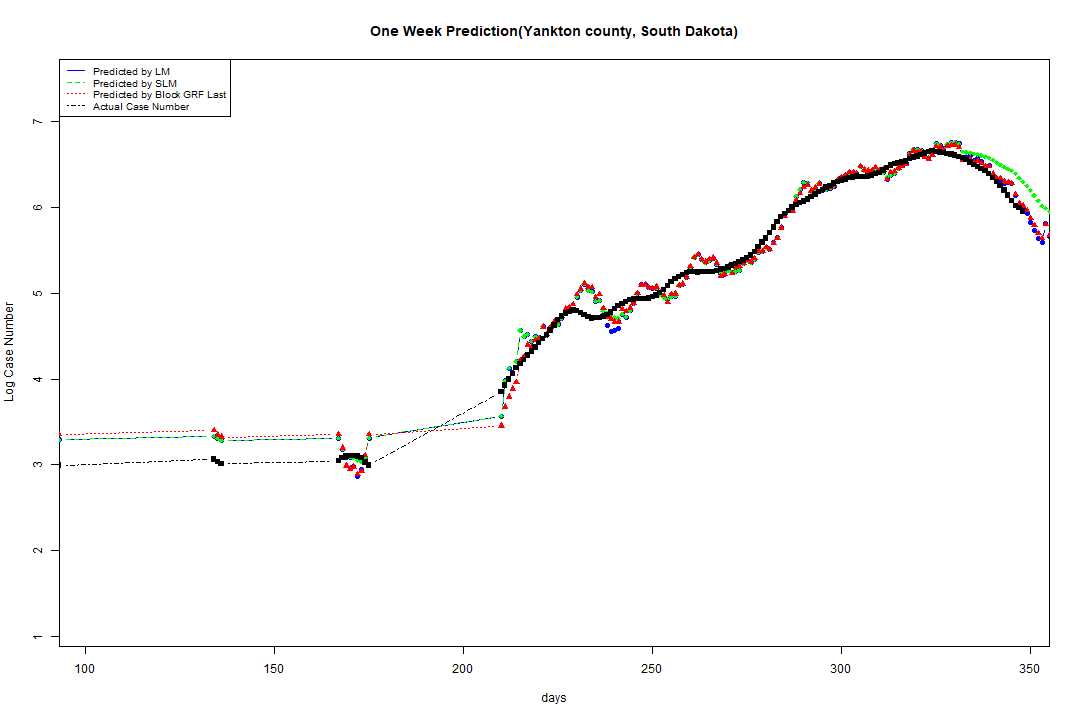 One Week Prediction(Yankton county, South Dakota)
Predicted by LM
Predicted by SLM
Predicted by Block GRF Last
Actual Case Number
7
6
5
4
3
2
1
Log Case Number
100 150 200 250 300 350
days